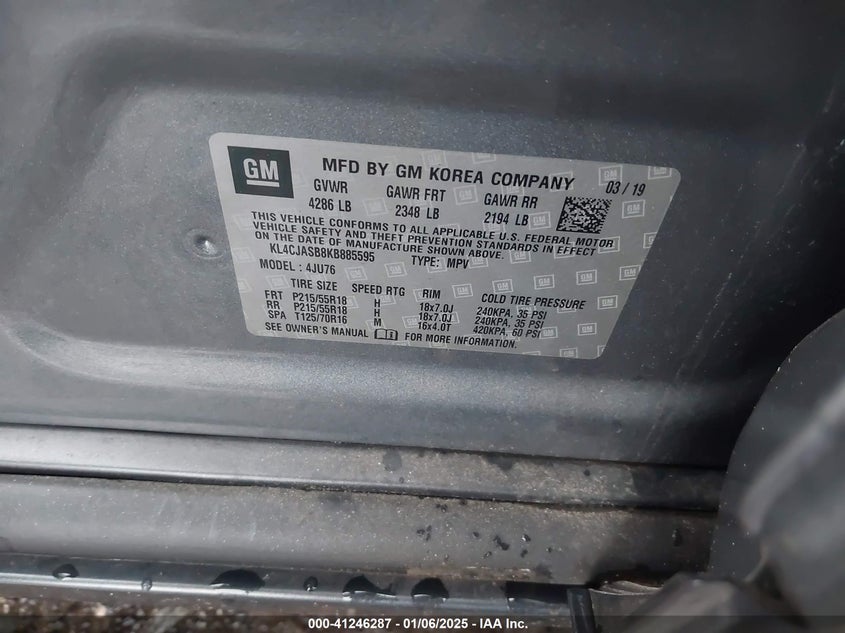 GM
MFD BY GM KOREA COMPANY 03/19
GVWR GAWR FRT GAWR RR
4286 LB 2348 LB 2194 LB
THIS VEHICLE CONFORMS TO ALL APPLICABLE U.S. FEDERAL MOTOR
VEHICLE SAFETY AND THEFT PREVENTION STANDARDS IN EFFECT
ON THE DATE OF MANUFACTURE SHOWN ABOVE.
KL4CJASB8KB885595 TYPE: MPV
MODEL : 4JU76
TIRE SIZE SPEED RTG RIM COLD TIRE PRESSURE
FRT P215/55R18 H 18x7.0J 240KPA, 35 PSI
RR P215/55R18 H 18x7.0J 240KPA, 35 PSI
SPA T125/70R16 M 16x4.0T 420KPA, 60 PSI
SEE OWNER'S MANUAL FOR MORE INFORMATION.
000-41246287 - 01/06/2025 - IAA Inc.